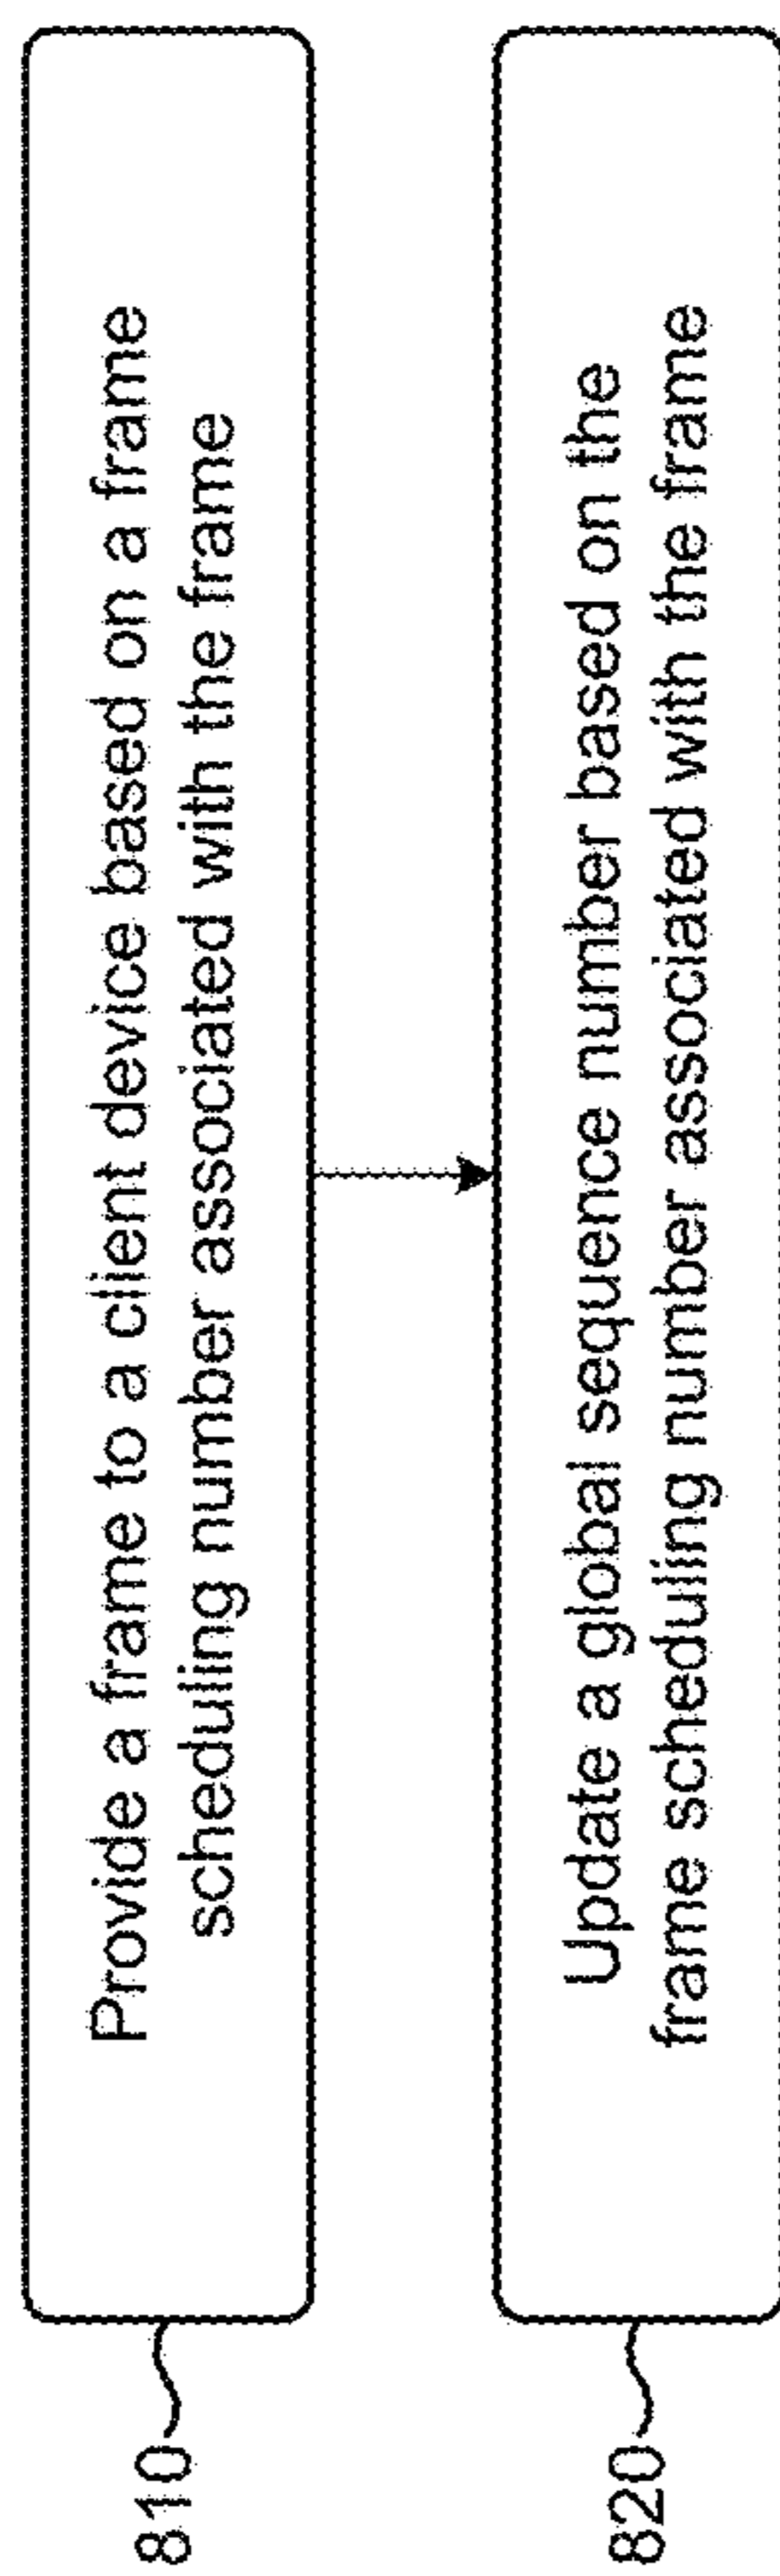 810
Provide a frame to a client device based on a frame
scheduling number associated with the frame
820
Update a global sequence number based on the
frame scheduling number associated with the frame